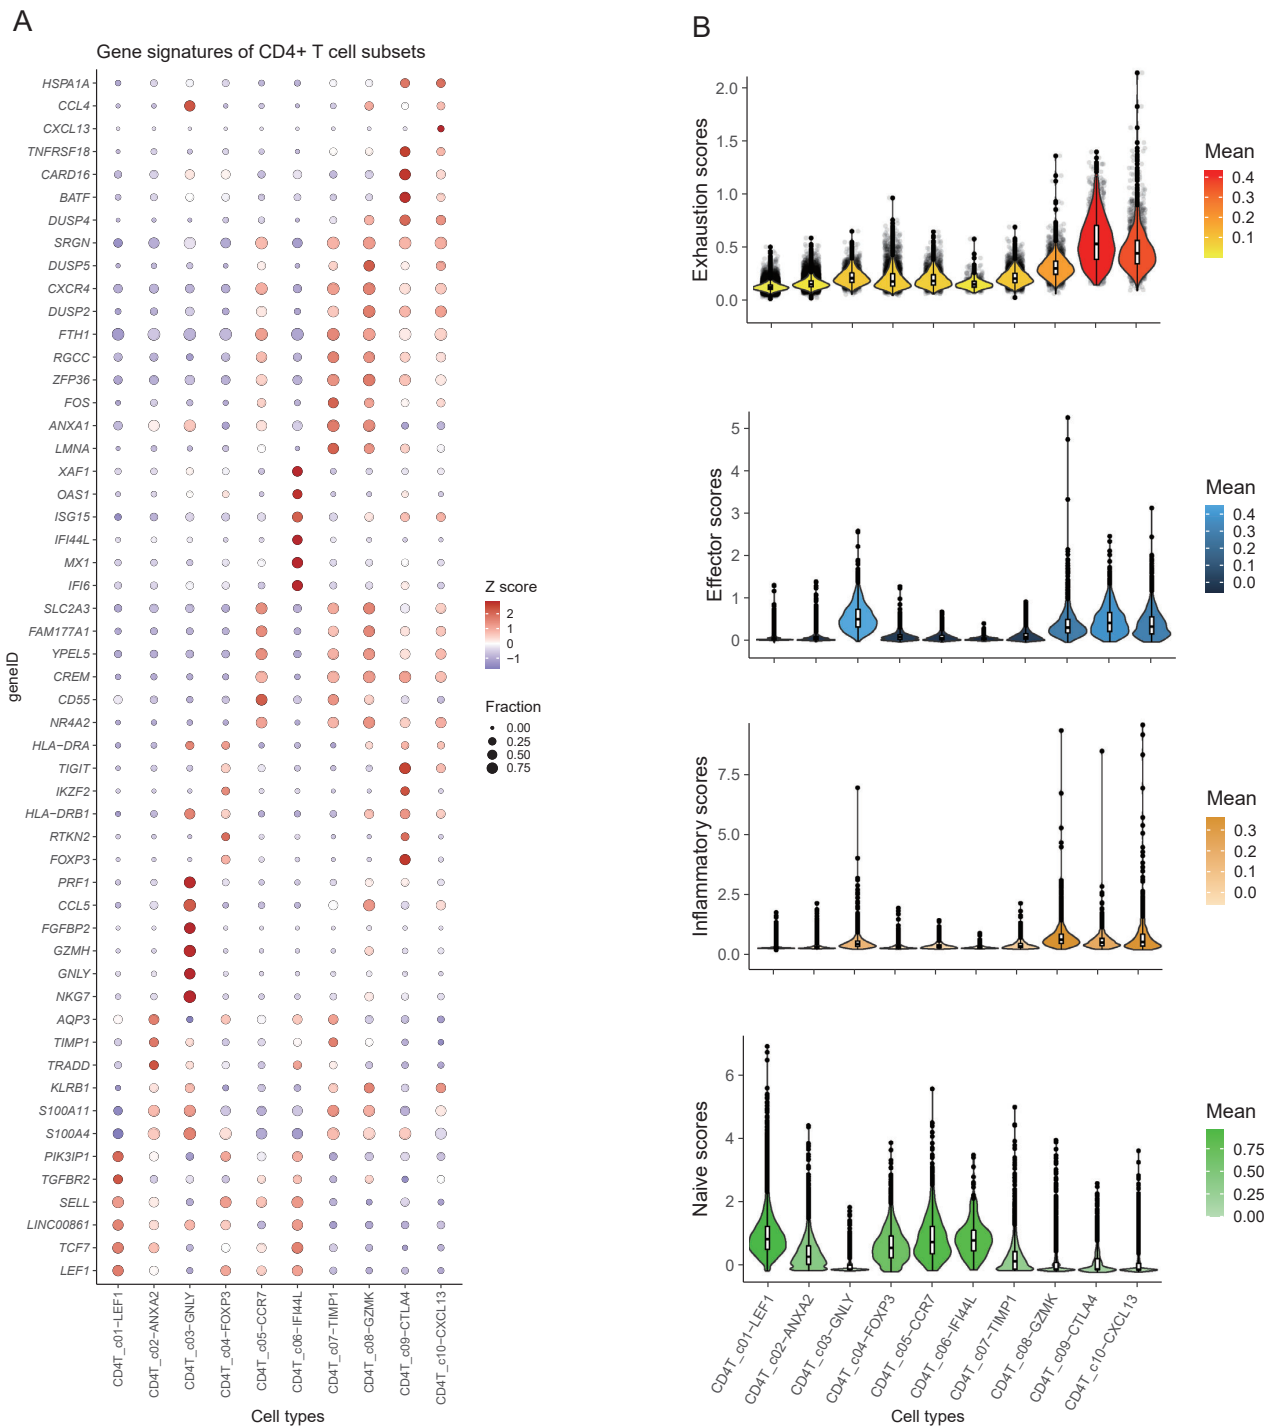 A
Gene signatures of CD4+ T cell subsets
geneID
HSPA1A
CCL4
CXCL13
TNFRSF18
CARD16
BATF
DUSP4
SRGN
DUSP5
CXCR4
DUSP2
FTH1
RGCC
ZFP36
FOS
ANXA1
LMNA
XAF1
OAS1
ISG15
IFI44L
MX1
IFI6
SLC2A3
FAM177A1
YPEL5
CREM
CD55
NR4A2
HLA−DRA
TIGIT
IKZF2
HLA−DRB1
RTKN2
FOXP3
PRF1
CCL5
FGFBP2
GZMH
GNLY
NKG7
AQP3
TIMP1
TRADD
KLRB1
S100A11
S100A4
PIK3IP1
TGFBR2
SELL
LINC00861
TCF7
LEF1
CD4T_c01−LEF1
CD4T_c02−ANXA2
CD4T_c03−GNLY
CD4T_c04−FOXP3
CD4T_c05−CCR7
CD4T_c06−IFI44L
CD4T_c07−TIMP1
CD4T_c08−GZMK
CD4T_c09−CTLA4
CD4T_c10−CXCL13
Cell types
Z score
2
1
0
−1
Fraction
0.00
0.25
0.50
0.75
B
Exhaustion scores
2.0
1.5
1.0
0.5
0.0
Mean
0.4
0.3
0.2
0.1
Effector scores
5
4
3
2
1
0
Mean
0.4
0.3
0.2
0.1
0.0
Inflammatory scores
7.5
5.0
2.5
0.0
Mean
0.3
0.2
0.1
0.0
Naive scores
6
4
2
0
Mean
0.75
0.50
0.25
0.00
CD4T_c01−LEF1
CD4T_c02−ANXA2
CD4T_c03−GNLY
CD4T_c04−FOXP3
CD4T_c05−CCR7
CD4T_c06−IFI44L
CD4T_c07−TIMP1
CD4T_c08−GZMK
CD4T_c09−CTLA4
CD4T_c10−CXCL13
Cell types